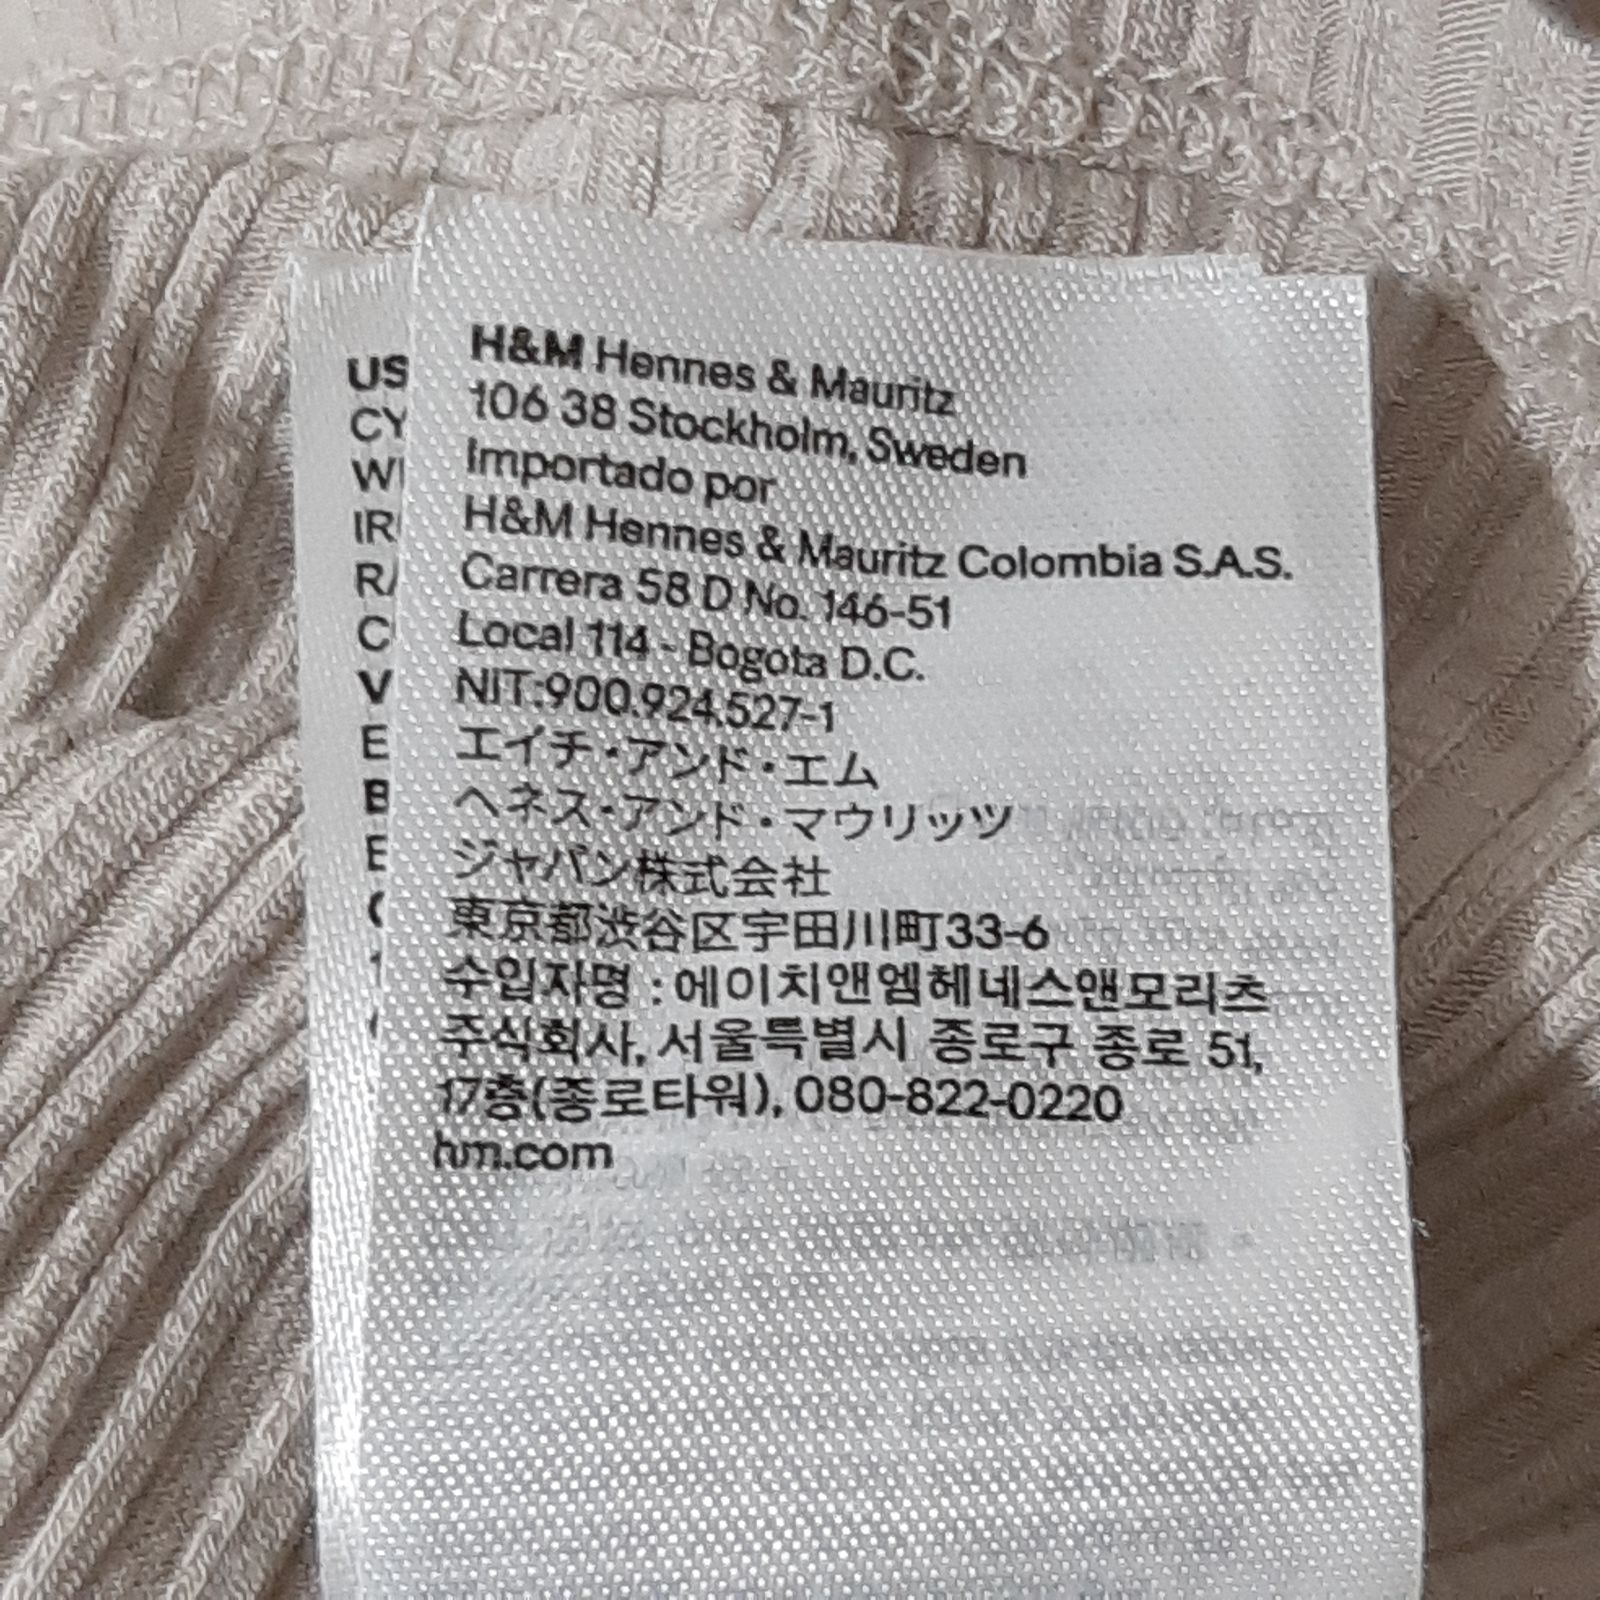 H&M Hennes & Mauritz
106 38 Stockholm, Sweden
Importado por
H&M Hennes & Mauritz Colombia S.A.S.
Carrera 58 D No. 146-51
Local 114 - Bogota D.C.
NIT:900.924.527-1
エイチ・アンド・エム
ヘネス・アンド・マウリッツ
ジャパン株式会社
東京都渋谷区宇田川町33-6
수입자명 : 에이치앤엠헤네스앤모리츠
주식회사, 서울특별시 종로구 종로 51,
17층(종로타워), 080-822-0220
hm.com
US
CY